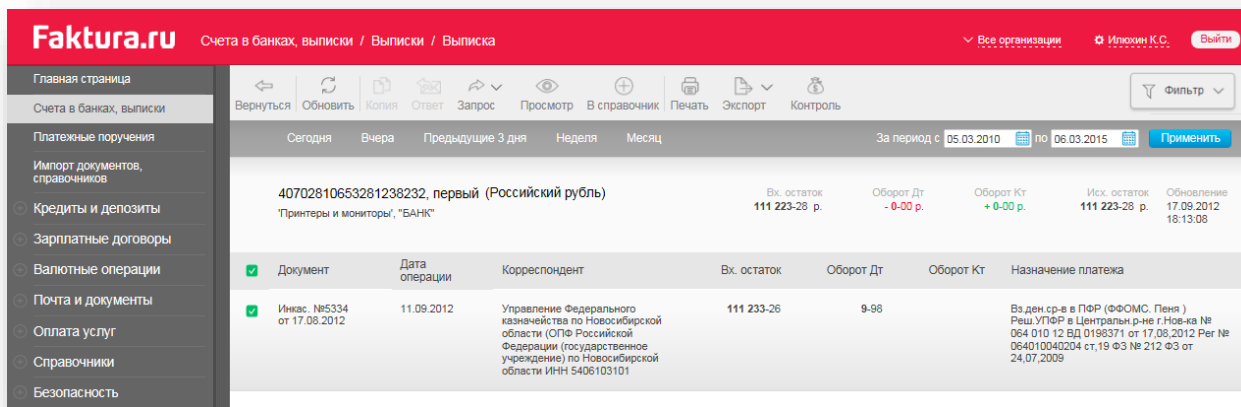 Faktura.ru
Счета в банках, выписки / Выписки / Выписка
Все организации
Илюхин К.С.
Выйти
Главная страница
Счета в банках, выписки
Платежные поручения
Импорт документов,
справочников
Кредиты и депозиты
Зарплатные договоры
Валютные операции
Почта и документы
Оплата услуг
Справочники
Безопасность
Вернуться Обновить Копия Ответ Запрос Просмотр В справочник Печать Экспорт Контроль
Фильтр
Сегодня Вчера Предыдущие 3 дня Неделя Месяц
За период с 05.03.2010 по 06.03.2015 Применить
40702810653281238232, первый (Российский рубль)
'Принтеры и мониторы', "БАНК"
Вх. остаток
111 223-28 р.
Оборот Дт
- 0-00 р.
Оборот Кт
+ 0-00 р.
Исх. остаток
111 223-28 р.
Обновление
17.09.2012
18:13:08
Документ
Дата
операции
Корреспондент
Вх. остаток
Оборот Дт
Оборот Кт
Назначение платежа
Инкас. №5334
от 17.08.2012
11.09.2012
Управление Федерального
казначейства по Новосибирской
области (ОПФ Российской
Федерации (государственное
учреждение) по Новосибирской
области ИНН 5406103101
111 233-26
9-98
Вз.ден.ср-в в ПФР (ФФОМС. Пеня )
Реш.УПФР в Центральн.р-не г.Нов-ка №
064 010 12 ВД 0198371 от 17,08,2012 Рег №
064010040204 ст,19 ФЗ № 212 ФЗ от
24,07,2009